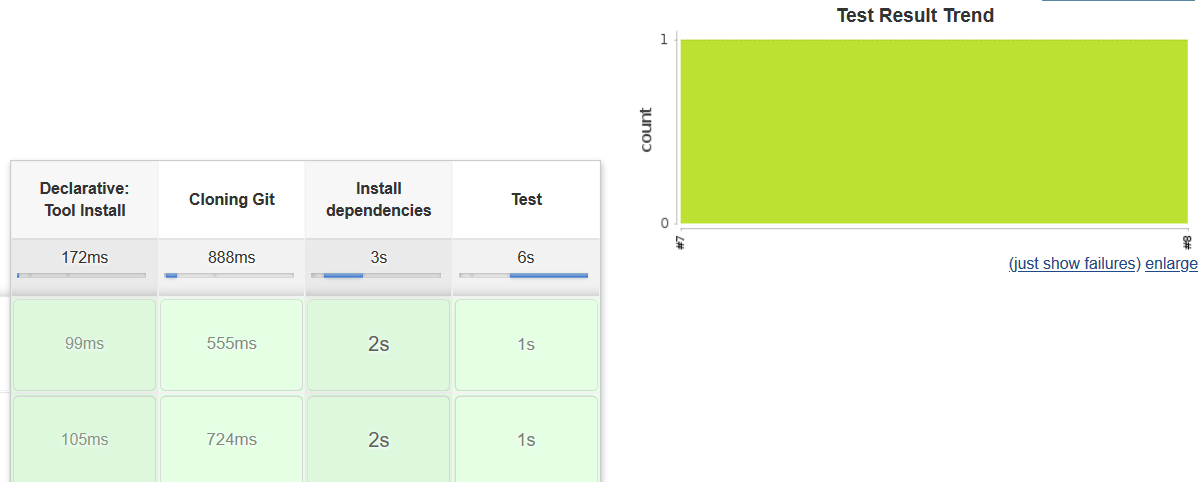 Test Result Trend
1
count
0
#7
#8
(just show failures) enlarge
Declarative:
Tool Install
Cloning Git
Install
dependencies
Test
172ms
888ms
3s
6s
99ms
555ms
2s
1s
105ms
724ms
2s
1s